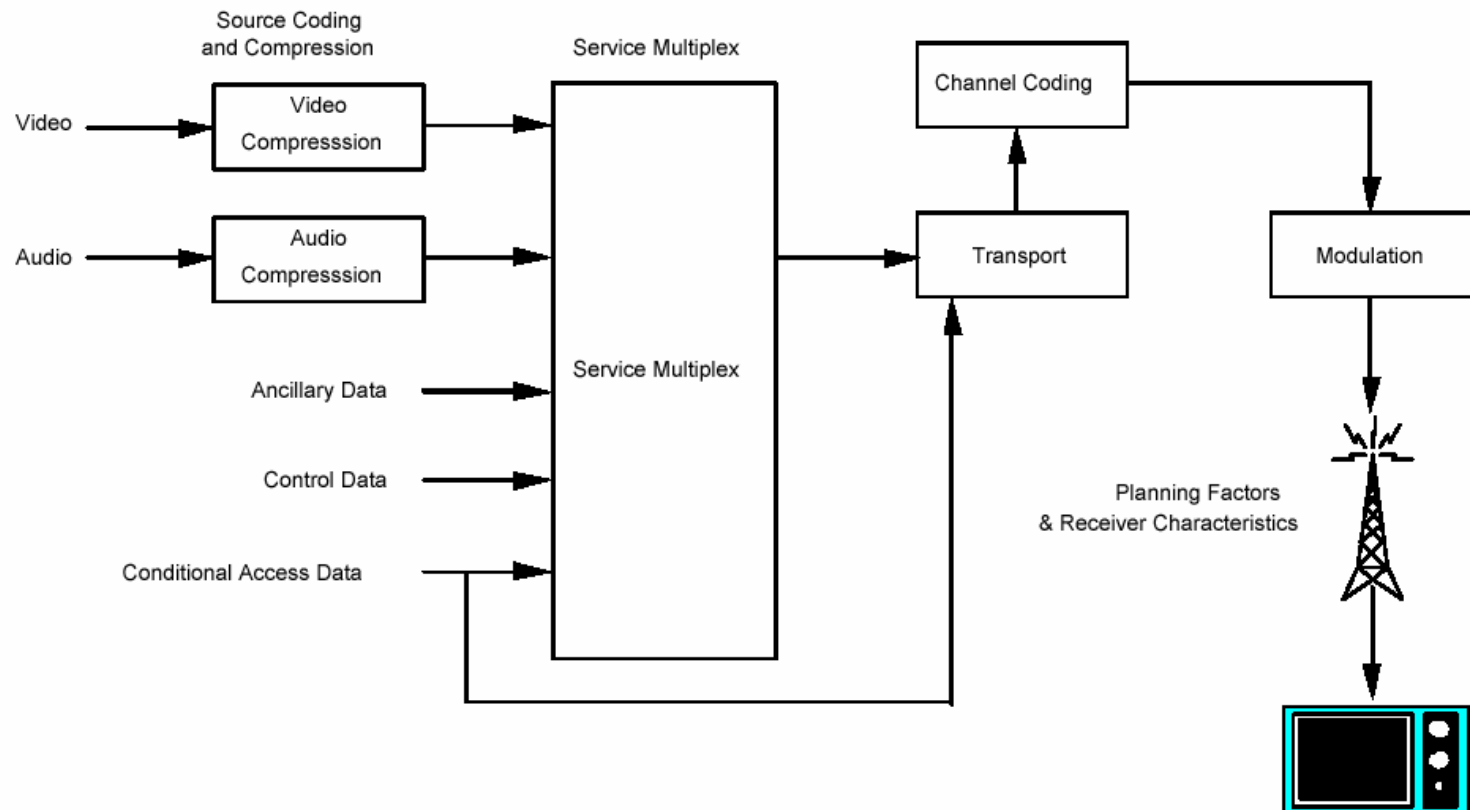 Source Coding
and Compression
Service Multiplex
Video
Video
Compresssion
Channel Coding
Audio
Audio
Compresssion
Transport
Modulation
Service Multiplex
Ancillary Data
Control Data
Planning Factors
& Receiver Characteristics
Conditional Access Data